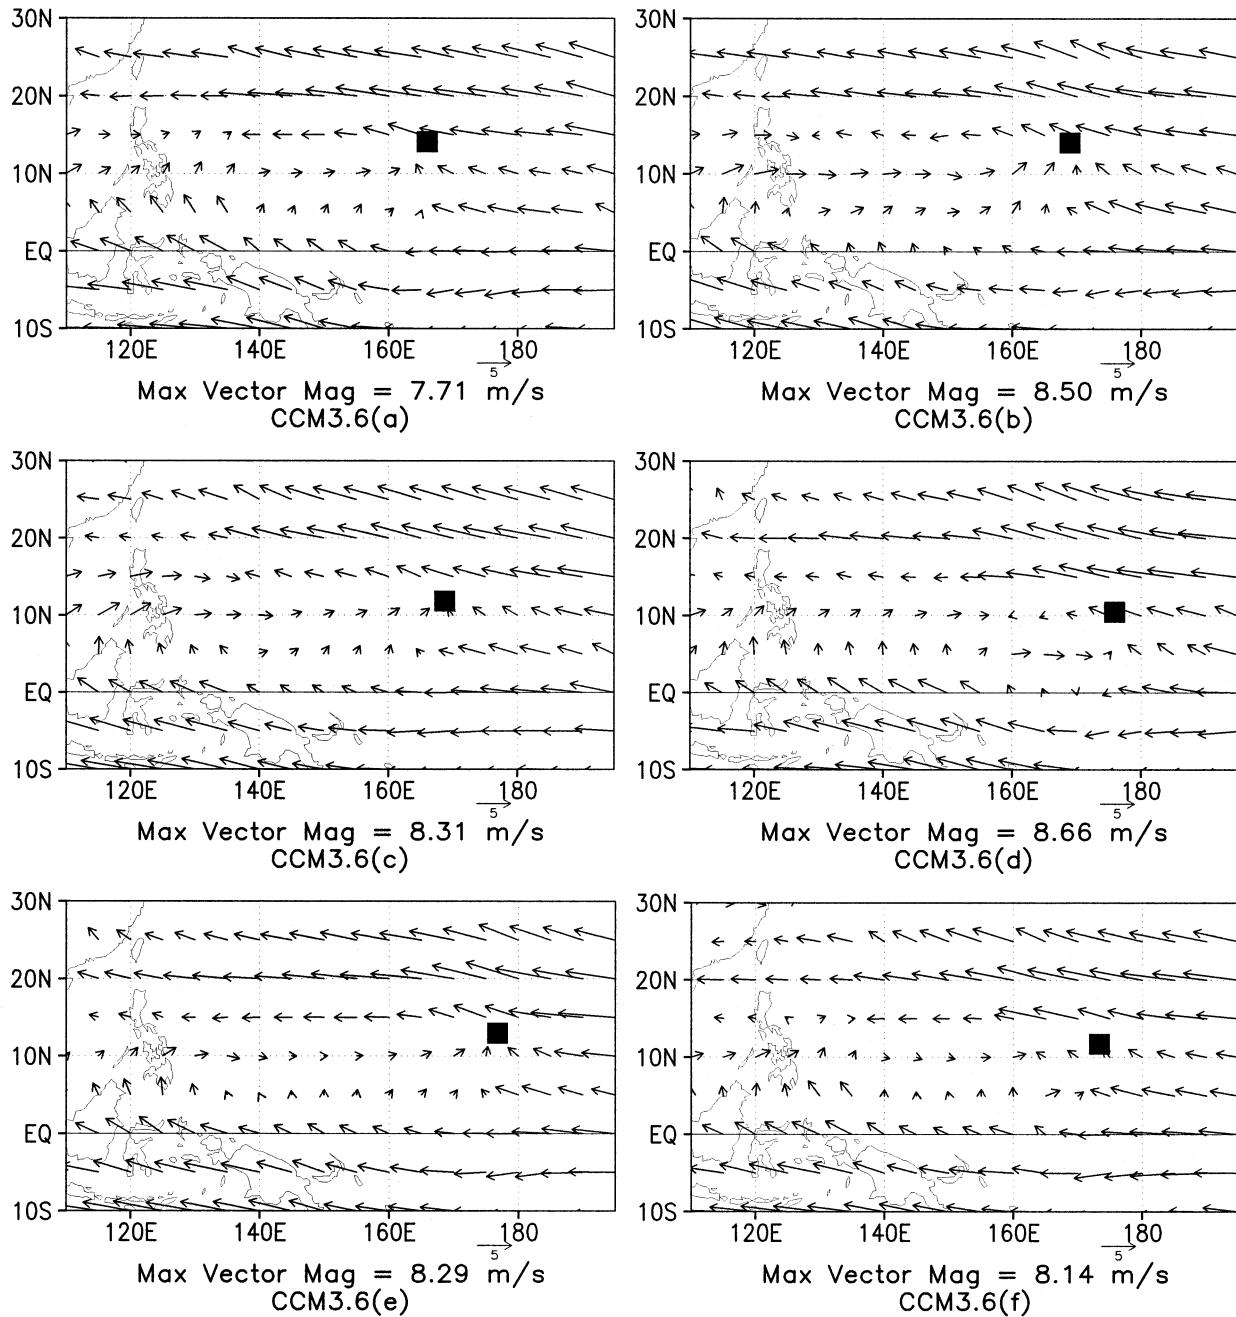 30N
20N
10N
EQ
10S
120E 140E 160E 180
5
Max Vector Mag = 7.71 m/s
CCM3.6(a)
30N
20N
10N
EQ
10S
120E 140E 160E 180
5
Max Vector Mag = 8.50 m/s
CCM3.6(b)
30N
20N
10N
EQ
10S
120E 140E 160E 180
5
Max Vector Mag = 8.31 m/s
CCM3.6(c)
30N
20N
10N
EQ
10S
120E 140E 160E 180
5
Max Vector Mag = 8.66 m/s
CCM3.6(d)
30N
20N
10N
EQ
10S
120E 140E 160E 180
5
Max Vector Mag = 8.29 m/s
CCM3.6(e)
30N
20N
10N
EQ
10S
120E 140E 160E 180
5
Max Vector Mag = 8.14 m/s
CCM3.6(f)